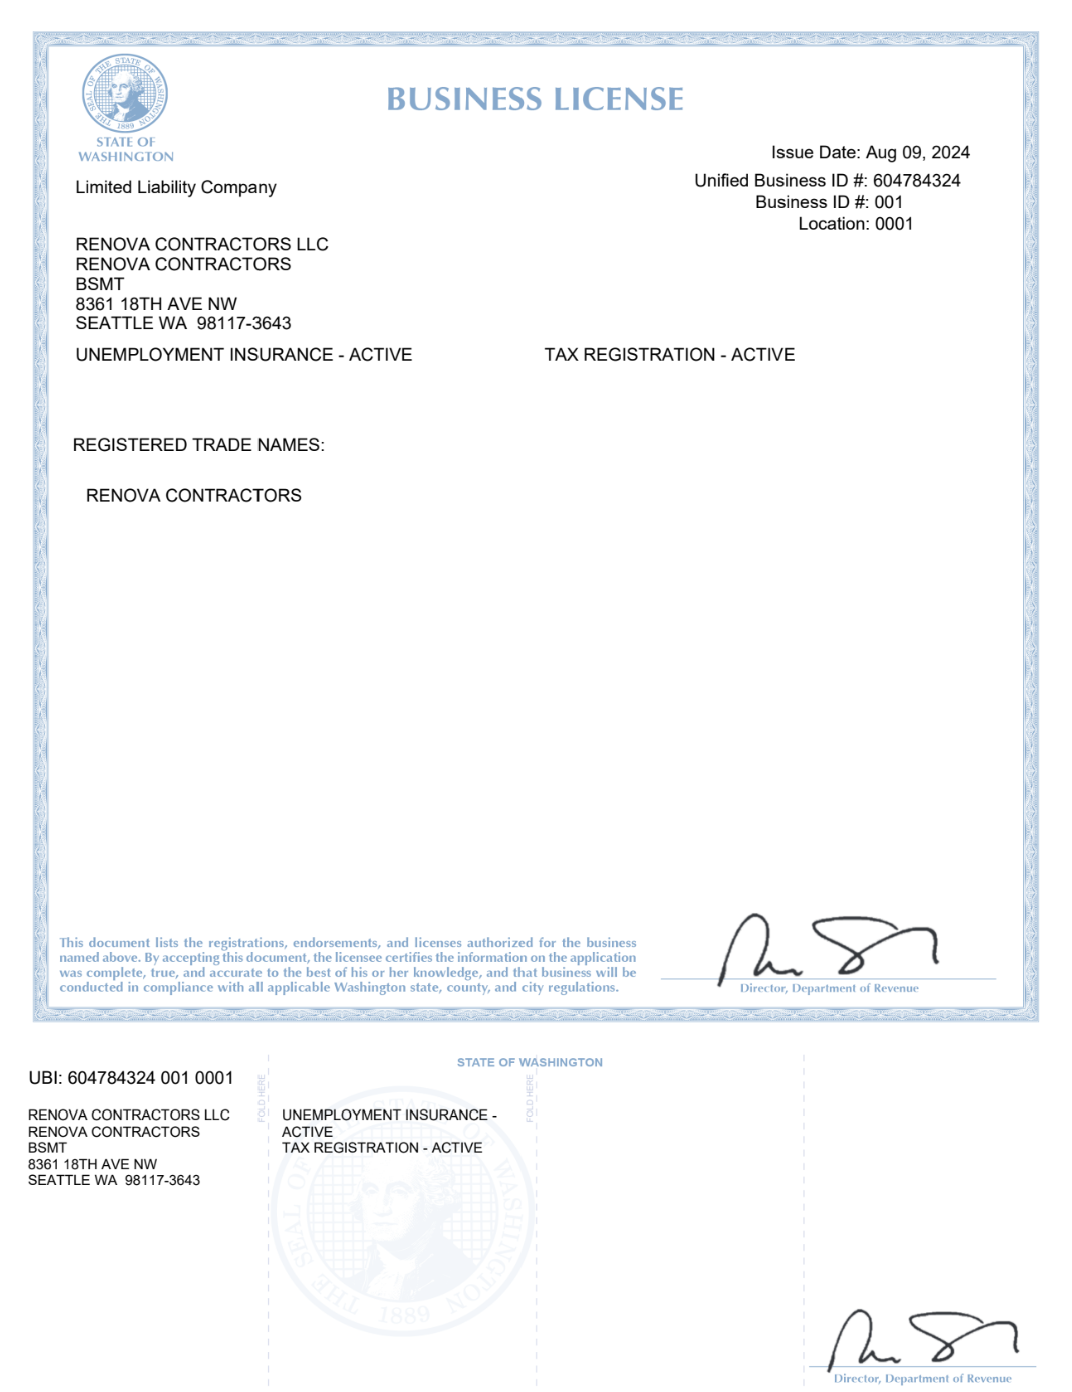 THE SEAL OF THE STATE OF WASHINGTON
1889
STATE OF
WASHINGTON
BUSINESS LICENSE
Issue Date: Aug 09, 2024
Unified Business ID #: 604784324
Business ID #: 001
Location: 0001
Limited Liability Company
RENOVA CONTRACTORS LLC
RENOVA CONTRACTORS
BSMT
8361 18TH AVE NW
SEATTLE WA 98117-3643
UNEMPLOYMENT INSURANCE - ACTIVE
TAX REGISTRATION - ACTIVE
REGISTERED TRADE NAMES:
RENOVA CONTRACTORS
This document lists the registrations, endorsements, and licenses authorized for the business
named above. By accepting this document, the licensee certifies the information on the application
was complete, true, and accurate to the best of his or her knowledge, and that business will be
conducted in compliance with all applicable Washington state, county, and city regulations.
Director, Department of Revenue
STATE OF WASHINGTON
UBI: 604784324 001 0001
RENOVA CONTRACTORS LLC
RENOVA CONTRACTORS
BSMT
8361 18TH AVE NW
SEATTLE WA 98117-3643
FOLD HERE
UNEMPLOYMENT INSURANCE -
ACTIVE
TAX REGISTRATION - ACTIVE
FOLD HERE
THE SEAL OF THE STATE OF WASHINGTON
1889
Director, Department of Revenue